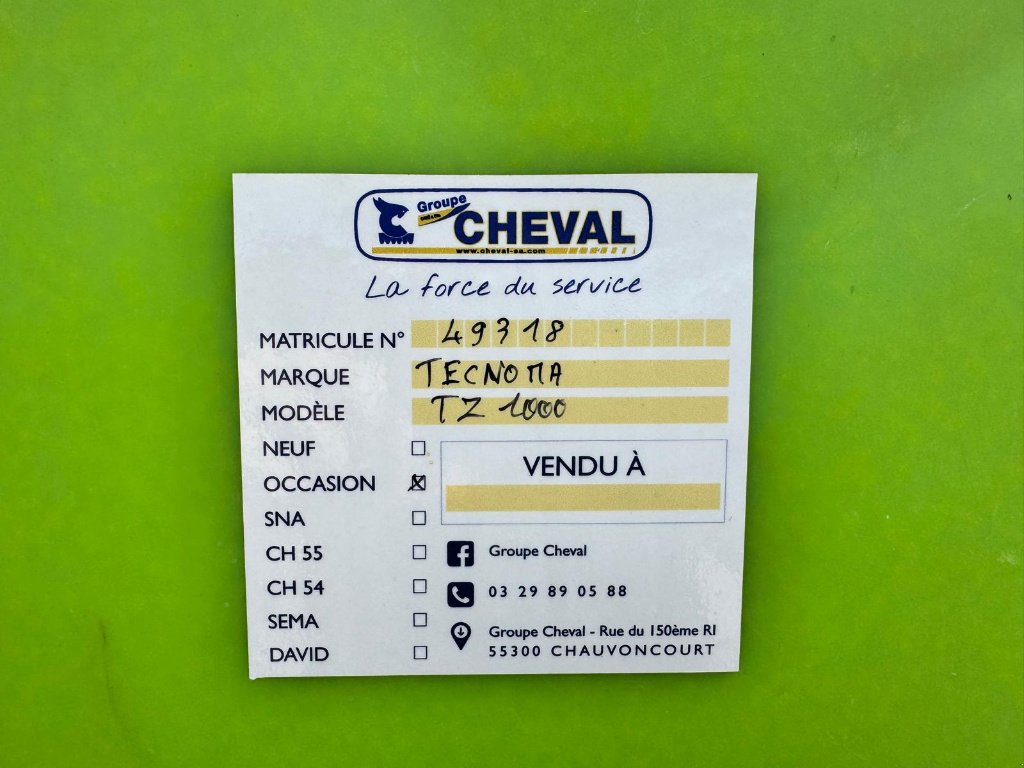 Groupe
CHEVAL
www.cheval-sa.com
La force du service
MATRICULE N° 49318
MARQUE TECNOMA
MODÈLE TZ 1000
NEUF
OCCASION
SNA
CH 55
CH 54
SEMA
DAVID
VENDU À
Groupe Cheval
03 29 89 05 88
Groupe Cheval - Rue du 150ème RI
55300 CHAUVONCOURT